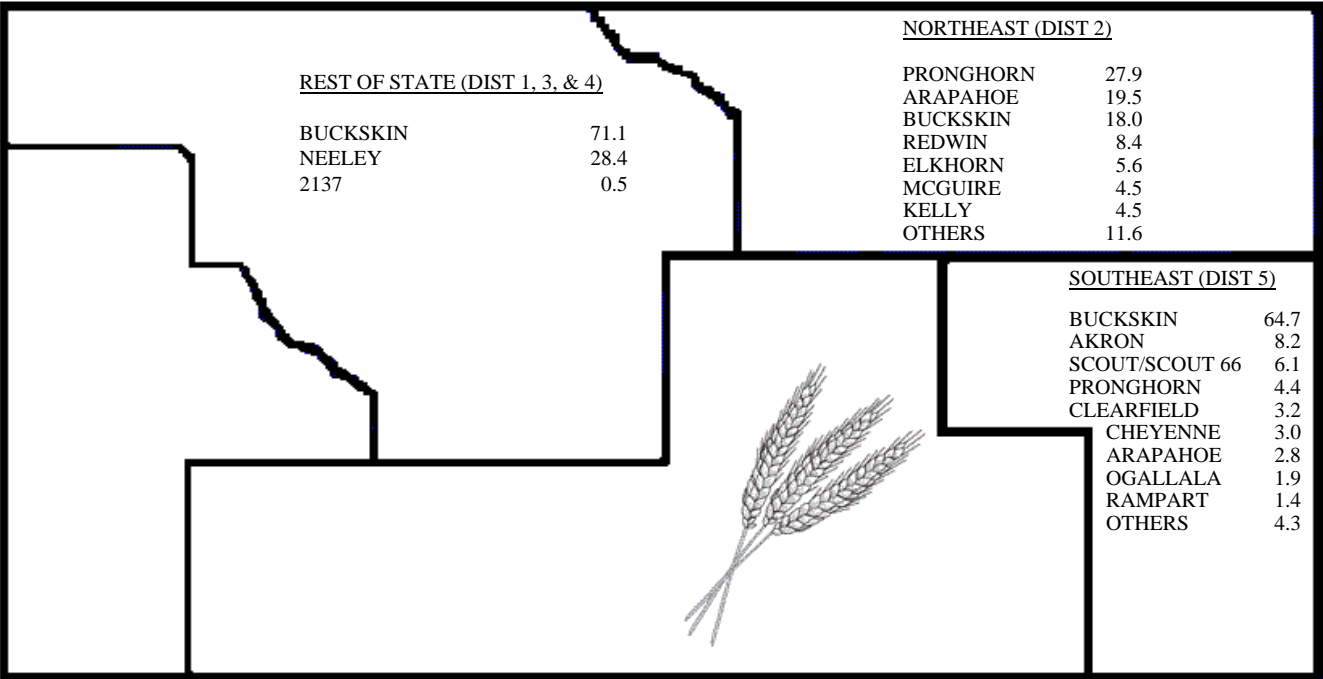 REST OF STATE (DIST 1, 3, & 4)
BUCKSKIN 71.1
NEELEY 28.4
2137 0.5
NORTHEAST (DIST 2)
PRONGHORN 27.9
ARAPAHOE 19.5
BUCKSKIN 18.0
REDWIN 8.4
ELKHORN 5.6
MCGUIRE 4.5
KELLY 4.5
OTHERS 11.6
SOUTHEAST (DIST 5)
BUCKSKIN 64.7
AKRON 8.2
SCOUT/SCOUT 66 6.1
PRONGHORN 4.4
CLEARFIELD 3.2
CHEYENNE 3.0
ARAPAHOE 2.8
OGALLALA 1.9
RAMPART 1.4
OTHERS 4.3